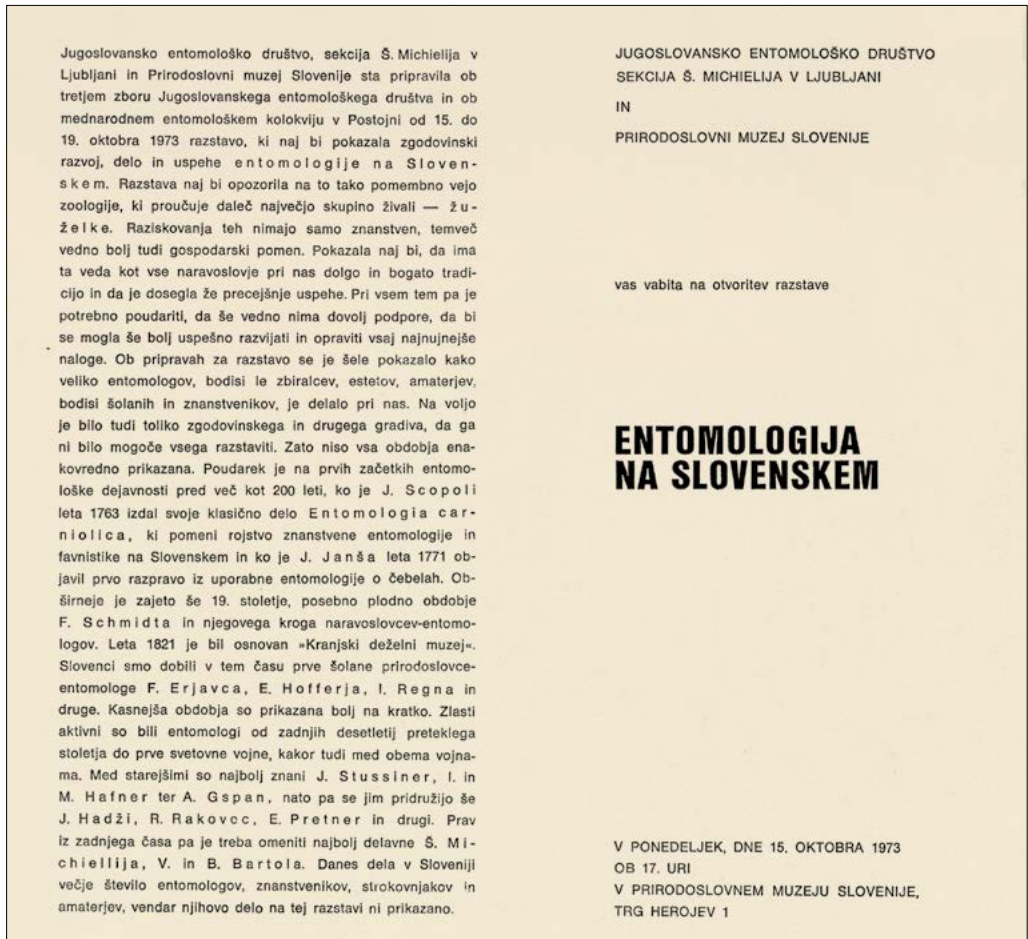 Jugoslovansko entomološko društvo, sekcija Š. Michielija v
Ljubljani in Prirodoslovni muzej Slovenije sta pripravila ob
tretjem zboru Jugoslovanskega entomološkega društva in ob
mednarodnem entomološkem kolokviju v Postojni od 15. do
19. oktobra 1973 razstavo, ki naj bi pokazala zgodovinski
razvoj, delo in uspehe entomologije na Sloven-
skem. Razstava naj bi opozorila na to tako pomembno vejo
zoologije, ki proučuje daleč največjo skupino živali — žu-
želke. Raziskovanja teh nimajo samo znanstven, temveč
vedno bolj tudi gospodarski pomen. Pokazala naj bi, da ima
ta veda kot vse naravoslovje pri nas dolgo in bogato tradi-
cijo in da je dosegla že precejšnje uspehe. Pri vsem tem pa je
potrebno poudariti, da še vedno nima dovolj podpore, da bi
se mogla še bolj uspešno razvijati in opraviti vsaj najnujnejše
naloge. Ob pripravah za razstavo se je šele pokazalo kako
veliko entomologov, bodisi le zbiralcev, estetov, amaterjev,
bodisi šolanih in znanstvenikov, je delalo pri nas. Na voljo
je bilo tudi toliko zgodovinskega in drugega gradiva, da ga
ni bilo mogoče vsega razstaviti. Zato niso vsa obdobja ena-
kovredno prikazana. Poudarek je na prvih začetkih entomo-
loške dejavnosti pred več kot 200 leti, ko je J. Scopoli
leta 1763 izdal svoje klasično delo Entomologia car-
niolica, ki pomeni rojstvo znanstvene entomologije in
favnistike na Slovenskem in ko je J. Janša leta 1771 ob-
javil prvo razpravo iz uporabne entomologije o čebelah. Ob-
širneje je zajeto še 19. stoletje, posebno plodno obdobje
F. Schmidta in njegovega kroga naravoslovcev-entomo-
logov. Leta 1821 je bil osnovan »Kranjski deželni muzej«.
Slovenci smo dobili v tem času prve šolane prirodoslovce-
entomologe F. Erjavca, E. Hofferja, I. Regna in
druge. Kasnejša obdobja so prikazana bolj na kratko. Zlasti
aktivni so bili entomologi od zadnjih desetletij preteklega
stoletja do prve svetovne vojne, kakor tudi med obema vojna-
ma. Med starejšimi so najbolj znani J. Stussiner, I. in
M. Hafner ter A. Gspan, nato pa se jim pridružijo še
J. Hadži, R. Rakovec, E. Pretner in drugi. Prav
iz zadnjega časa pa je treba omeniti najbolj delavne Š. Mi-
chiellija, V. in B. Bartola. Danes dela v Sloveniji
večje število entomologov, znanstvenikov, strokovnjakov in
amaterjev, vendar njihovo delo na tej razstavi ni prikazano.
JUGOSLOVANSKO ENTOMOLOŠKO DRUŠTVO
SEKCIJA Š. MICHIELIJA V LJUBLJANI
IN
PRIRODOSLOVNI MUZEJ SLOVENIJE
vas vabita na otvoritev razstave
ENTOMOLOGIJA
NA SLOVENSKEM
V PONEDELJEK, DNE 15. OKTOBRA 1973
OB 17. URI
V PRIRODOSLOVNEM MUZEJU SLOVENIJE,
TRG HEROJEV 1